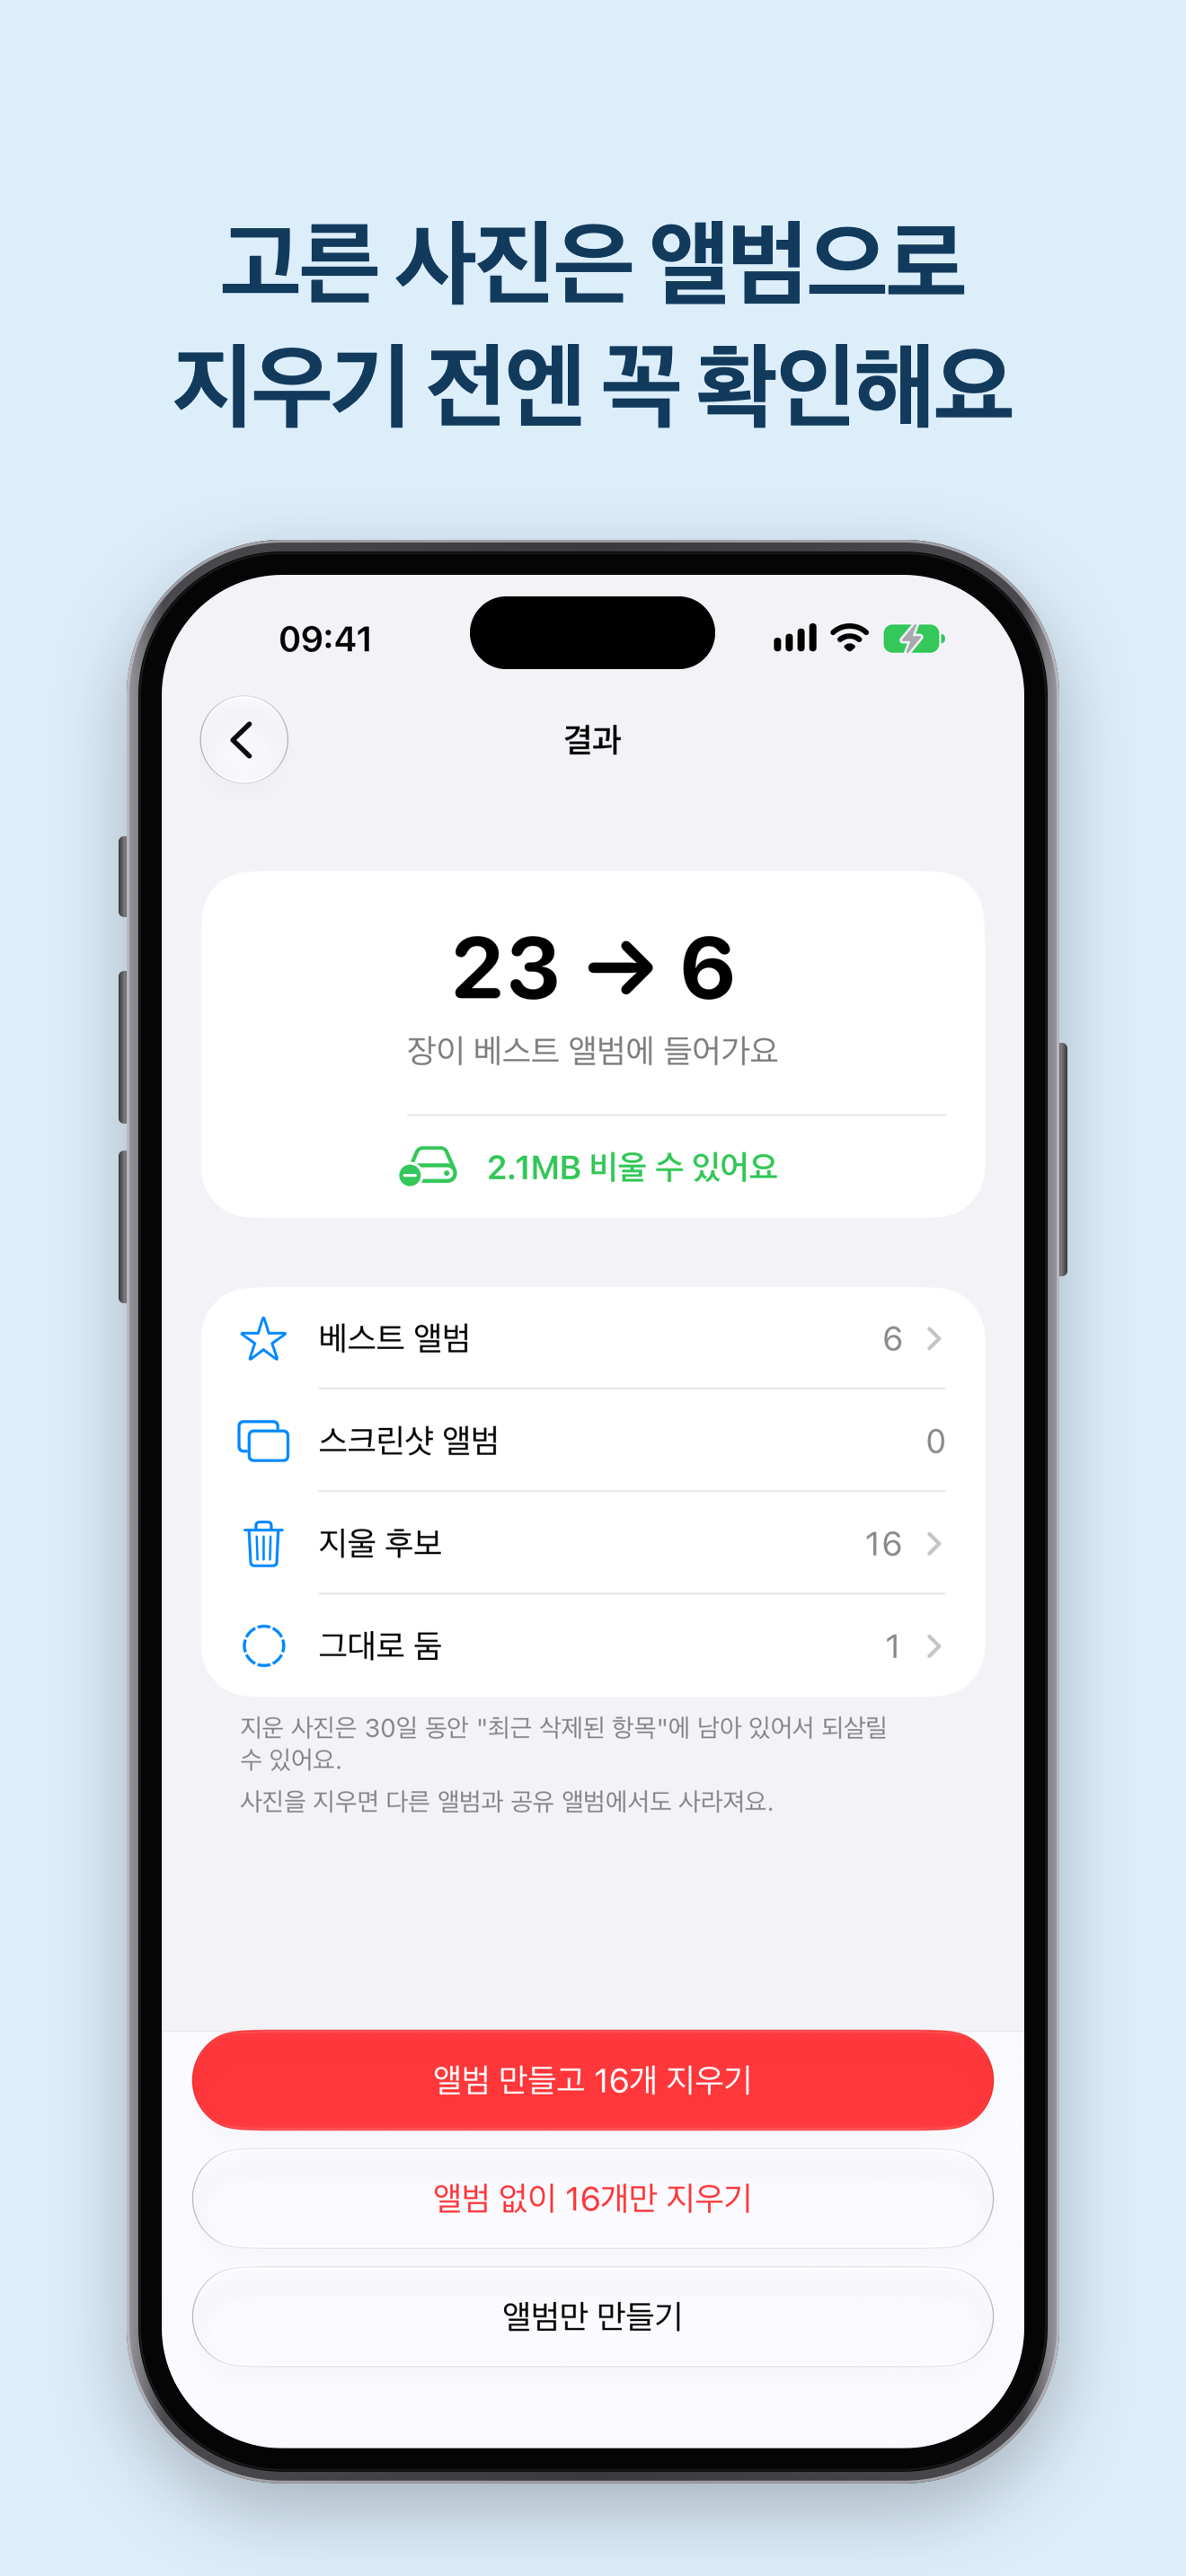 고른 사진은 앨범으로
지우기 전엔 꼭 확인해요
09:41
결과
23 → 6
장이 베스트 앨범에 들어가요
2.1MB 비울 수 있어요
베스트 앨범 6
스크린샷 앨범 0
지울 후보 16
그대로 둠 1
지운 사진은 30일 동안 "최근 삭제된 항목"에 남아 있어서 되살릴
수 있어요.
사진을 지우면 다른 앨범과 공유 앨범에서도 사라져요.
앨범 만들고 16개 지우기
앨범 없이 16개만 지우기
앨범만 만들기